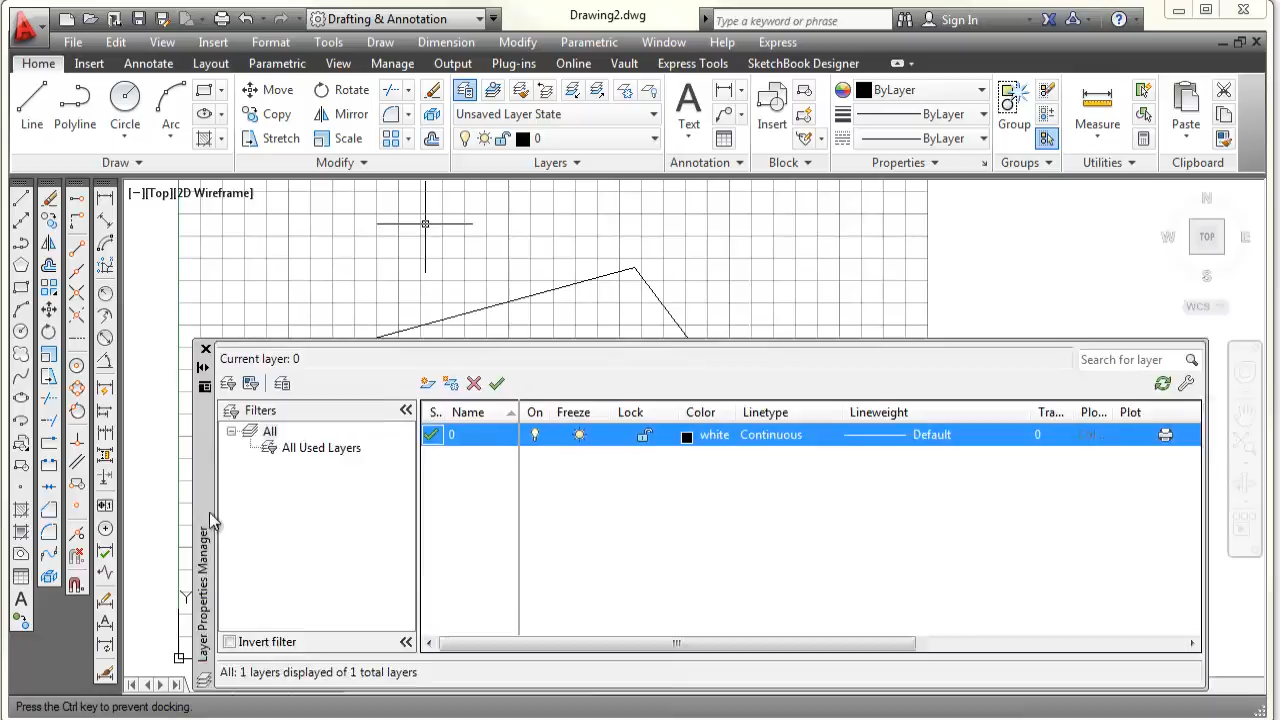 Drafting & Annotation
Drawing2.dwg
Type a keyword or phrase
Sign In
File Edit View Insert Format Tools Draw Dimension Modify Parametric Window Help Express
Home Insert Annotate Layout Parametric View Manage Output Plug-ins Online Vault Express Tools SketchBook Designer
Line Polyline Circle Arc
Move Rotate
Copy Mirror
Stretch Scale
Unsaved Layer State
0
Text
Insert
ByLayer
ByLayer
ByLayer
Group
Measure
Paste
Draw Modify Layers Annotation Block Properties Groups Utilities Clipboard
[−][Top][2D Wireframe]
N
W TOP E
S
WCS
Current layer: 0
Search for layer
Filters
S.. Name On Freeze Lock Color Linetype Lineweight Tra... Plo... Plot
All
0 white Continuous Default 0
All Used Layers
Layer Properties Manager
Y
Invert filter
All: 1 layers displayed of 1 total layers
Press the Ctrl key to prevent docking.